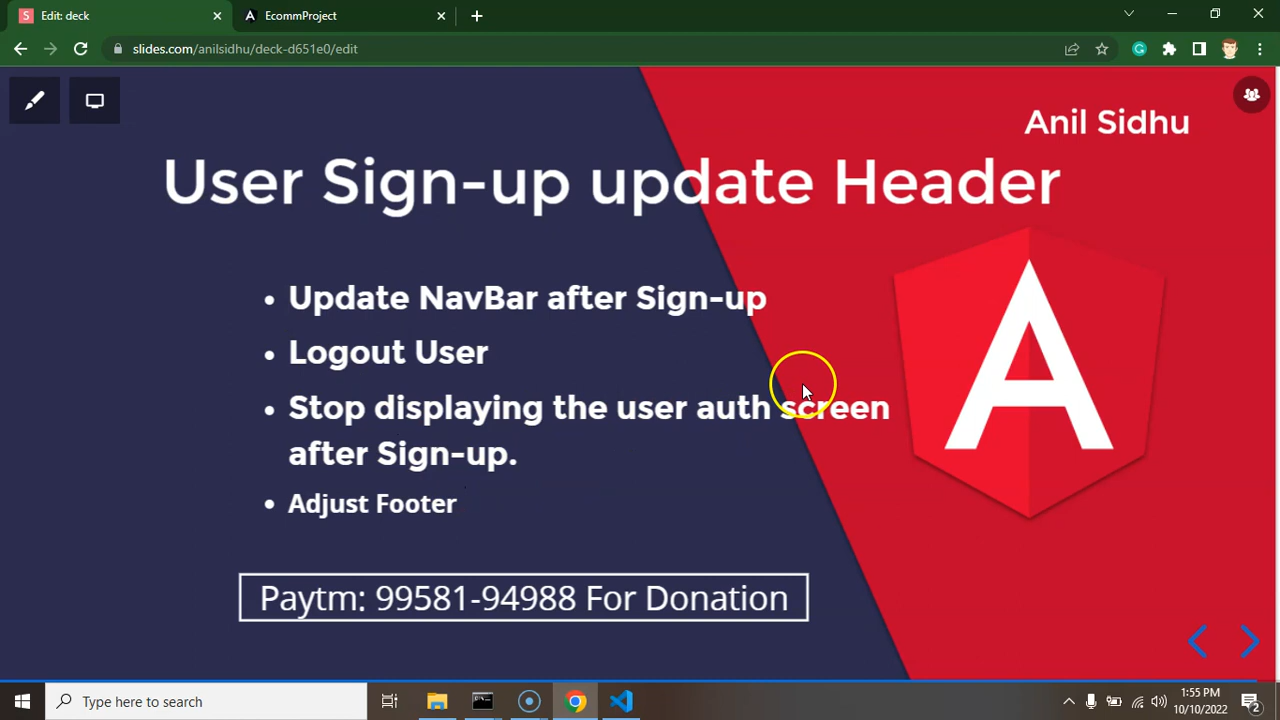 Edit: deck
EcommProject
slides.com/anilsidhu/deck-d651e0/edit
Anil Sidhu
User Sign-up update Header
Update NavBar after Sign-up
Logout User
Stop displaying the user auth screen
after Sign-up.
Adjust Footer
Paytm: 99581-94988 For Donation
Type here to search
1:55 PM
10/10/2022
2